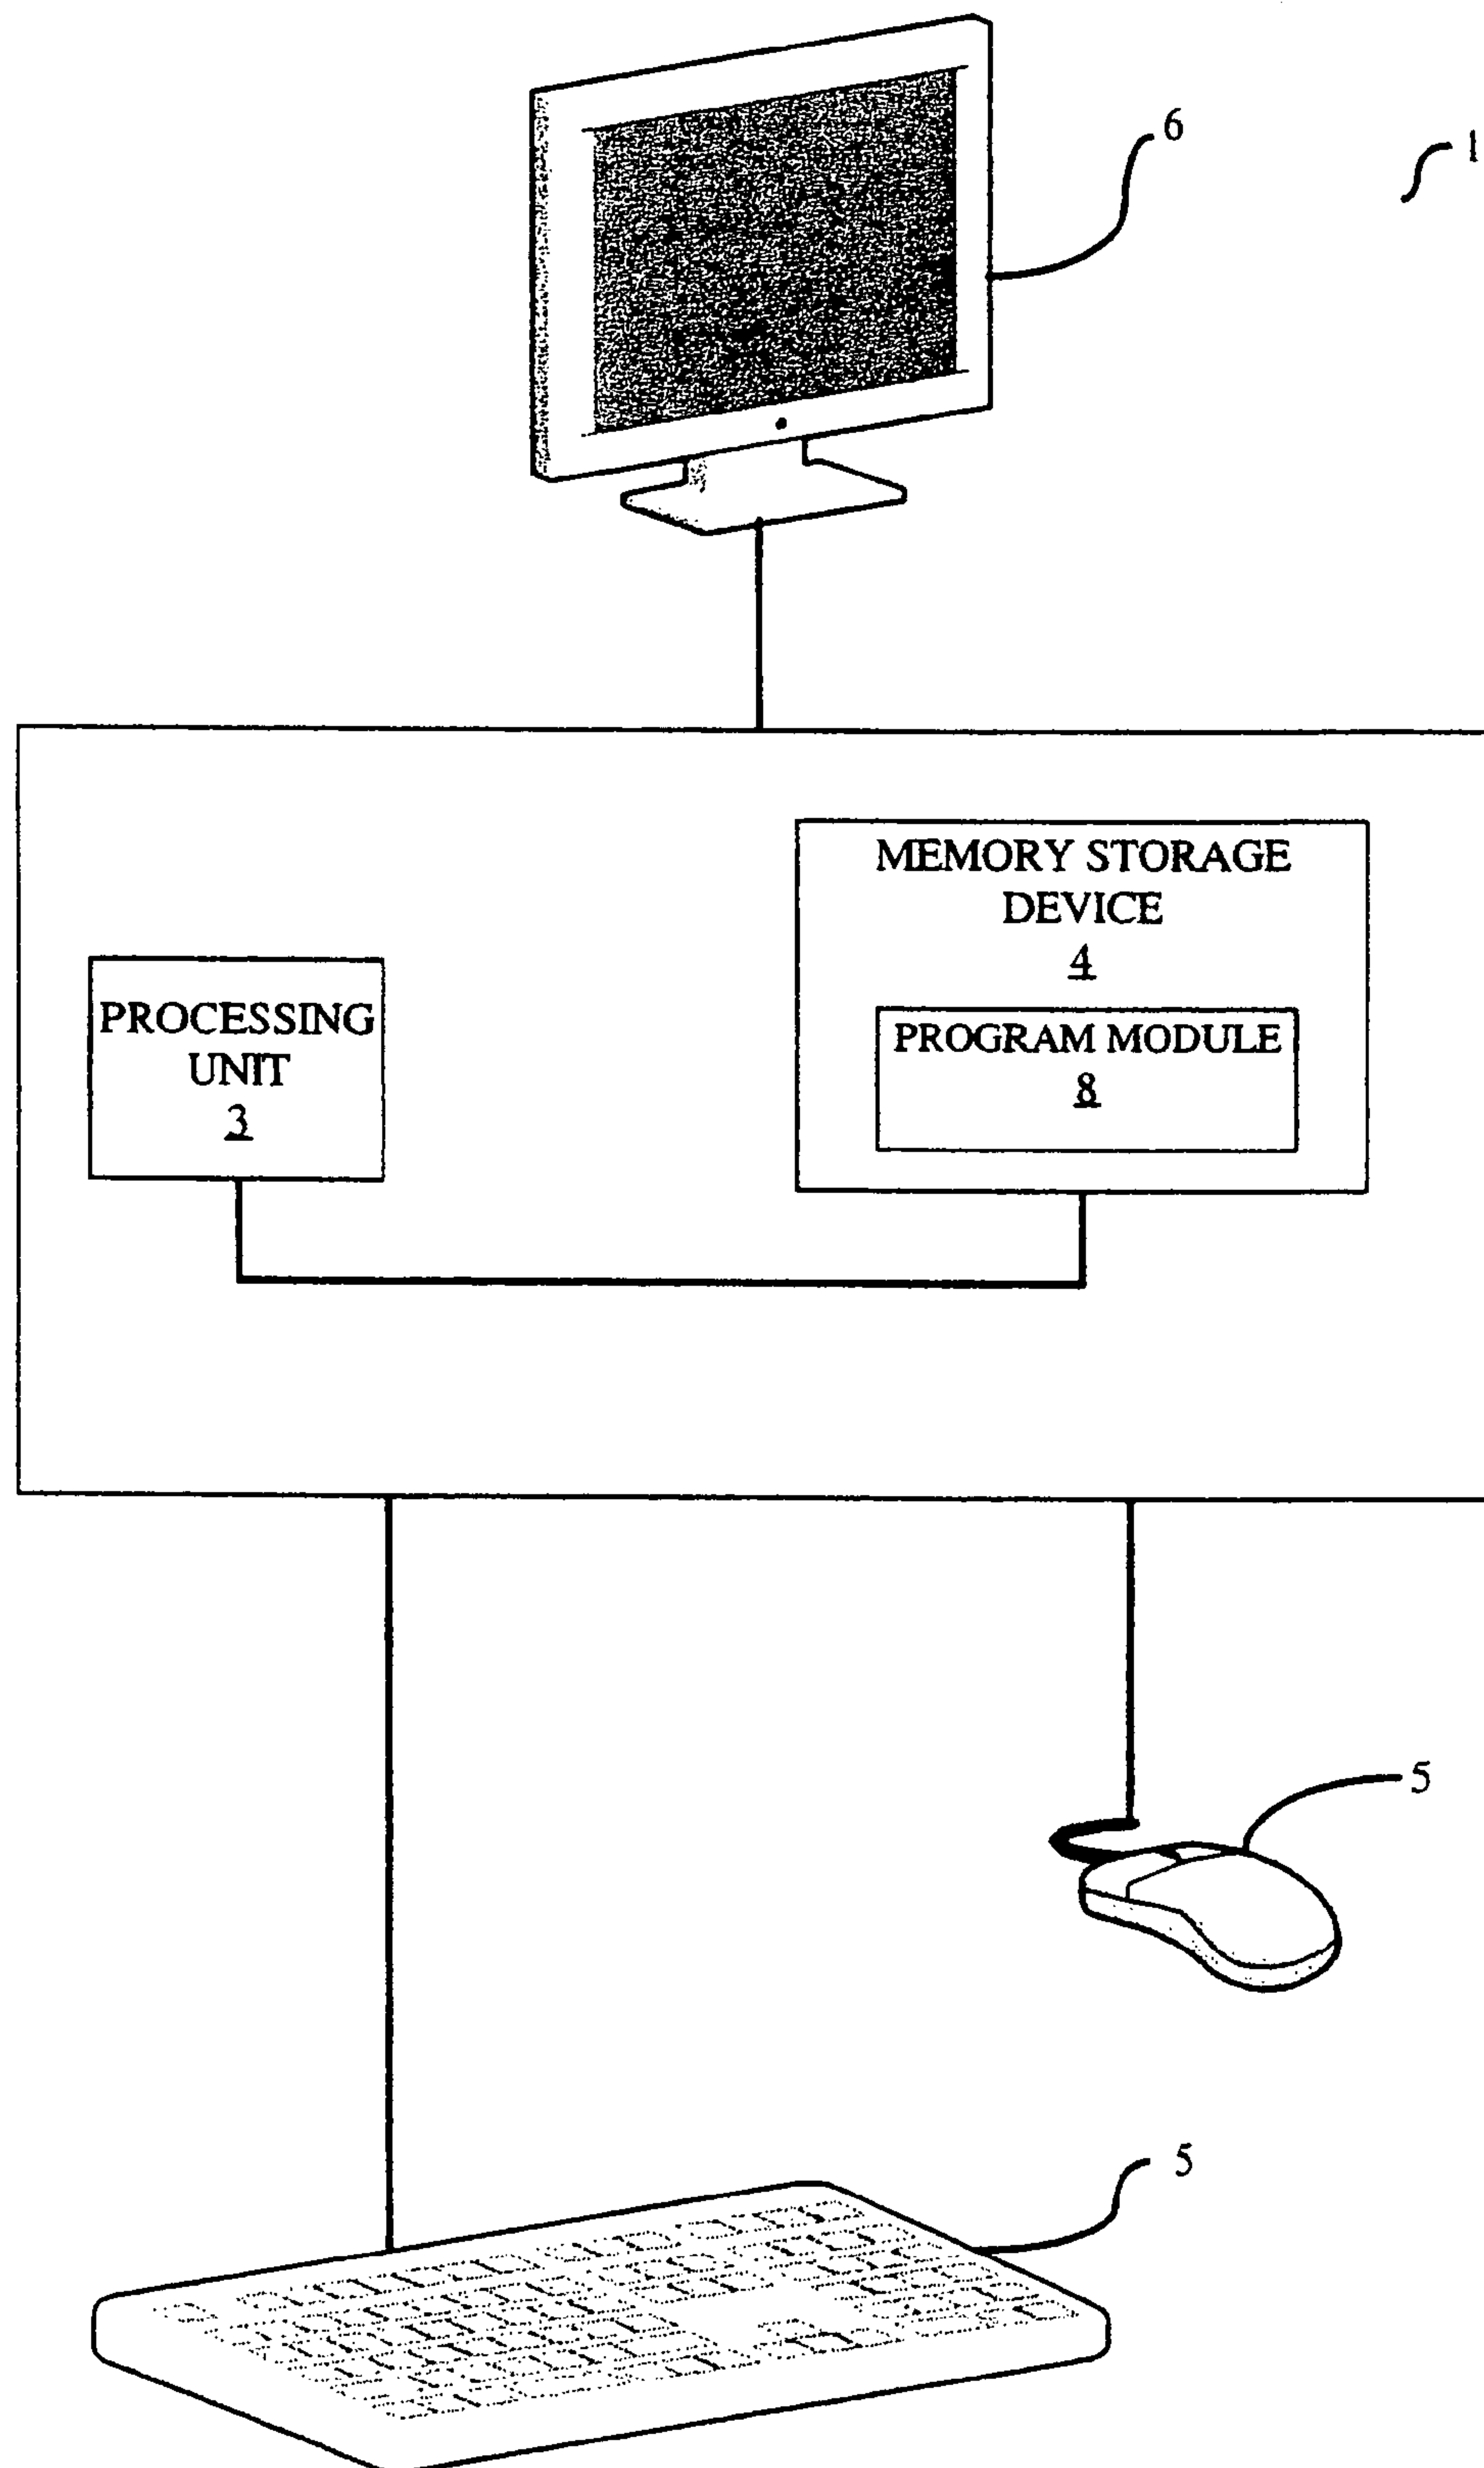 6
1
MEMORY STORAGE
DEVICE
4
PROGRAM MODULE
8
PROCESSING
UNIT
3
5
5